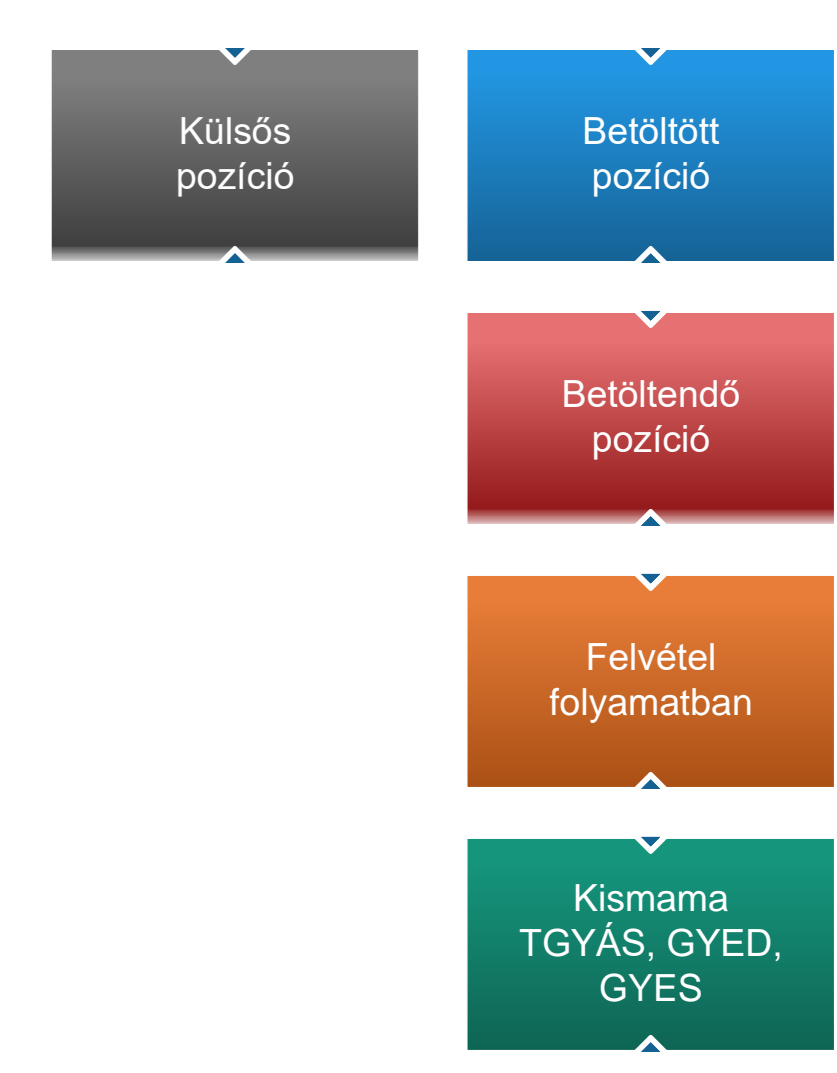 Külsős
pozíció
Betöltött
pozíció
Betöltendő
pozíció
Felvétel
folyamatban
Kismama
TGYÁS, GYED,
GYES